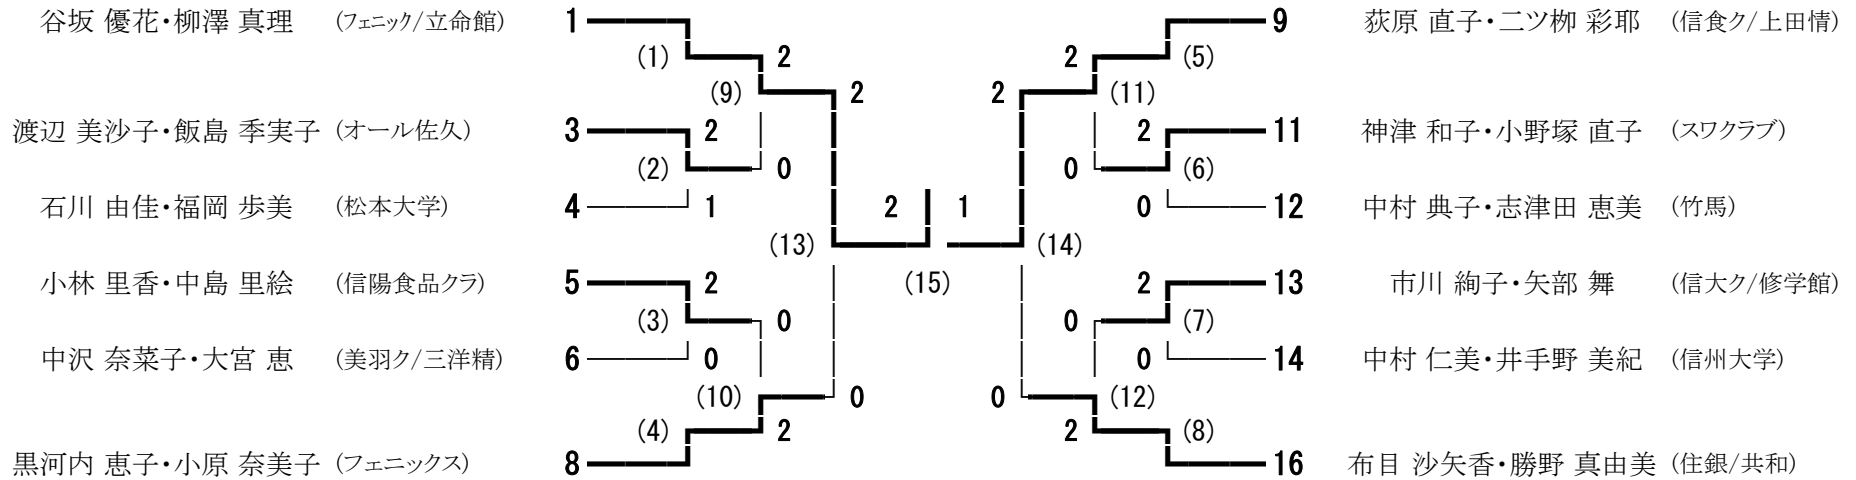 谷坂 優花・柳澤 真理 (フェニック/立命館) 1 9 荻原 直子・二ツ栁 彩耶 (信食ク/上田情)
(1) 2 2 (5)
(9) 2 2 (11)
渡辺 美沙子・飯島 季実子 (オール佐久) 3 2 2 11 神津 和子・小野塚 直子 (スワクラブ)
(2) 0 0 (6)
石川 由佳・福岡 歩美 (松本大学) 4 1 2 1 0 12 中村 典子・志津田 恵美 (竹馬)
(13) (14)
小林 里香・中島 里絵 (信陽食品クラ) 5 2 (15) 2 13 市川 絢子・矢部 舞 (信大ク/修学館)
(3) 0 0 (7)
中沢 奈菜子・大宮 恵 (美羽ク/三洋精) 6 0 0 14 中村 仁美・井手野 美紀 (信州大学)
(10) 0 0 (12)
(4) 2 2 (8)
黒河内 恵子・小原 奈美子 (フェニックス) 8 16 布目 沙矢香・勝野 真由美 (住銀/共和)